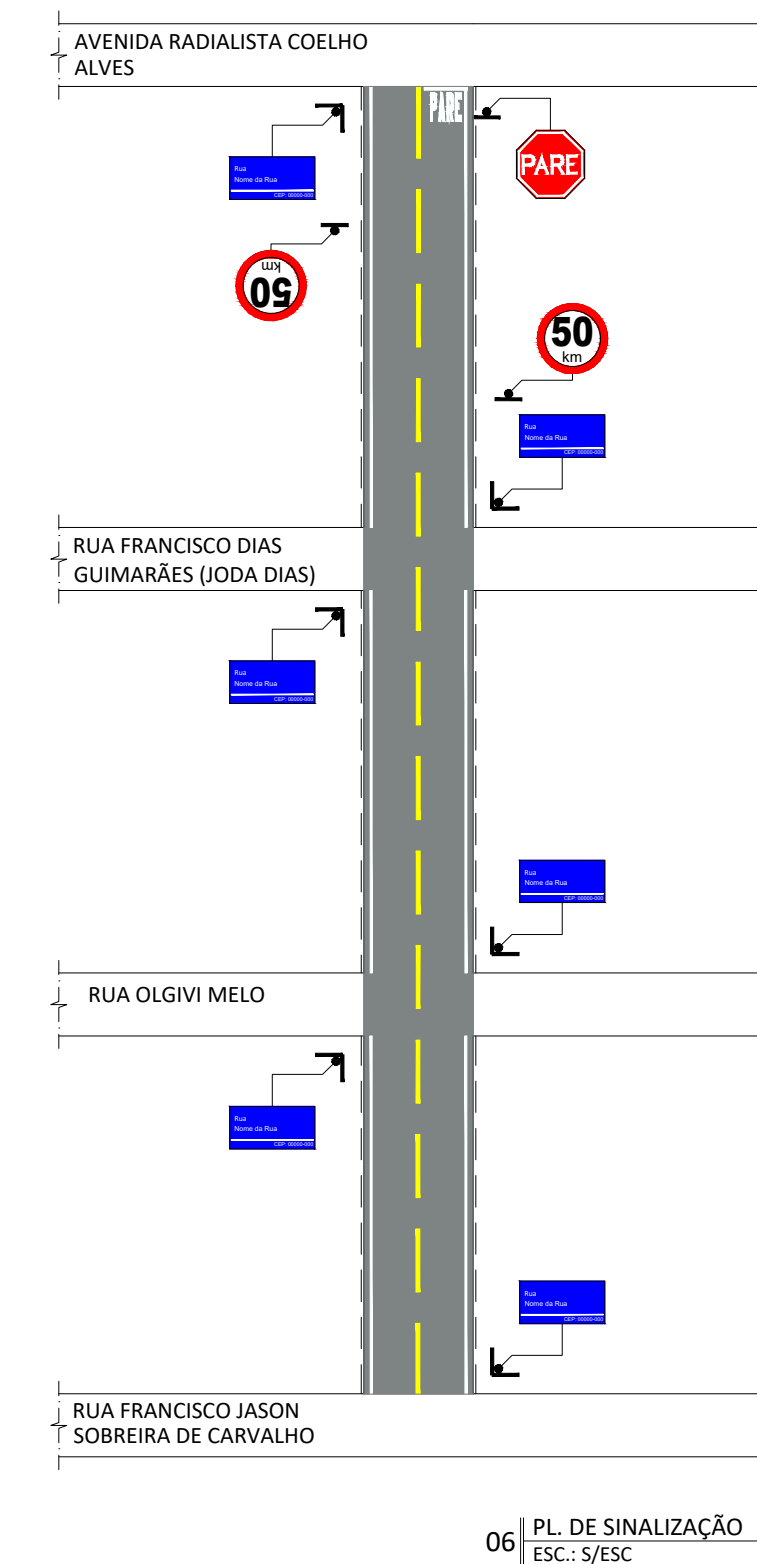 AVENIDA RADIALISTA COELHO
ALVES
PARE
PARE
Rua
Nome da Rua
CEP: 00000-000
50
km
50
km
Rua
Nome da Rua
CEP: 00000-000
RUA FRANCISCO DIAS
GUIMARÃES (JODA DIAS)
Rua
Nome da Rua
CEP: 00000-000
Rua
Nome da Rua
CEP: 00000-000
RUA OLGIVI MELO
Rua
Nome da Rua
CEP: 00000-000
Rua
Nome da Rua
CEP: 00000-000
RUA FRANCISCO JASON
SOBREIRA DE CARVALHO
06
PL. DE SINALIZAÇÃO
ESC.: S/ESC